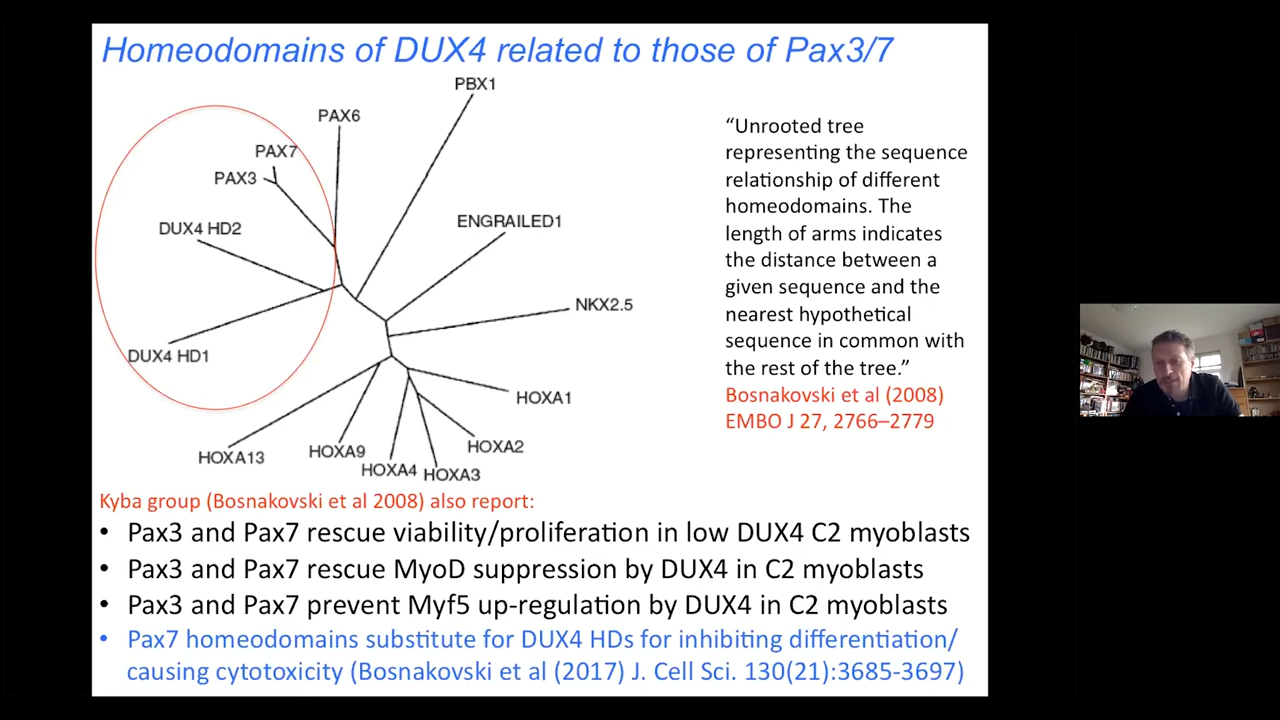 Homeodomains of DUX4 related to those of Pax3/7
PBX1
PAX6
PAX7
PAX3
DUX4 HD2
ENGRAILED1
NKX2.5
DUX4 HD1
HOXA1
HOXA2
HOXA13
HOXA9
HOXA4
HOXA3
“Unrooted tree
representing the sequence
relationship of different
homeodomains. The
length of arms indicates
the distance between a
given sequence and the
nearest hypothetical
sequence in common with
the rest of the tree.”
Bosnakovski et al (2008)
EMBO J 27, 2766–2779
Kyba group (Bosnakovski et al 2008) also report:
• Pax3 and Pax7 rescue viability/proliferation in low DUX4 C2 myoblasts
• Pax3 and Pax7 rescue MyoD suppression by DUX4 in C2 myoblasts
• Pax3 and Pax7 prevent Myf5 up-regulation by DUX4 in C2 myoblasts
• Pax7 homeodomains substitute for DUX4 HDs for inhibiting differentiation/
causing cytotoxicity (Bosnakovski et al (2017) J. Cell Sci. 130(21):3685-3697)